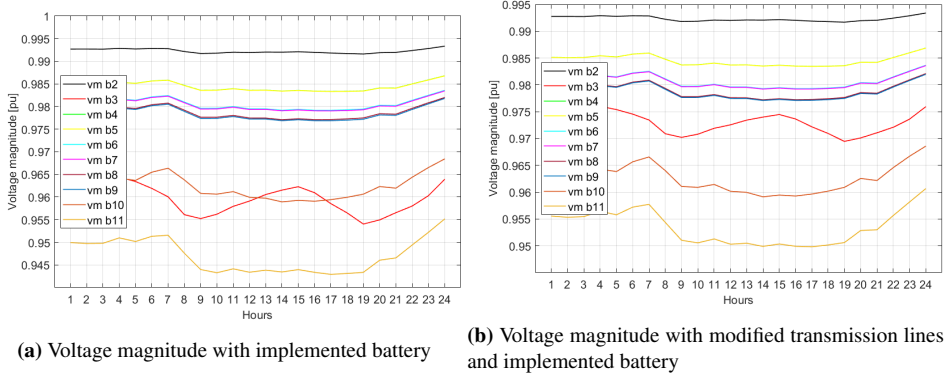 1
0.995
0.99
0.985
0.98
0.975
0.97
0.965
0.96
0.955
0.95
0.945
Voltage magnitude [pu]
vm b2
vm b3
vm b4
vm b5
vm b6
vm b7
vm b8
vm b9
vm b10
vm b11
1 2 3 4 5 6 7 8 9 10 11 12 13 14 15 16 17 18 19 20 21 22 23 24
Hours
(a) Voltage magnitude with implemented battery
0.995
0.99
0.985
0.98
0.975
0.97
0.965
0.96
0.955
0.95
Voltage magnitude [pu]
vm b2
vm b3
vm b4
vm b5
vm b6
vm b7
vm b8
vm b9
vm b10
vm b11
1 2 3 4 5 6 7 8 9 10 11 12 13 14 15 16 17 18 19 20 21 22 23 24
Hours
(b) Voltage magnitude with modified transmission lines
and implemented battery